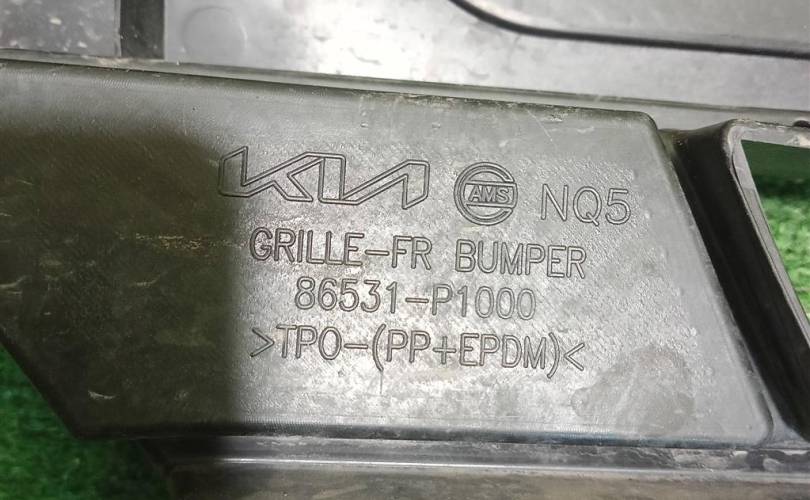 KIA AMS NQ5
GRILLE-FR BUMPER
86531-P1000
>TPO-(PP+EPDM)<